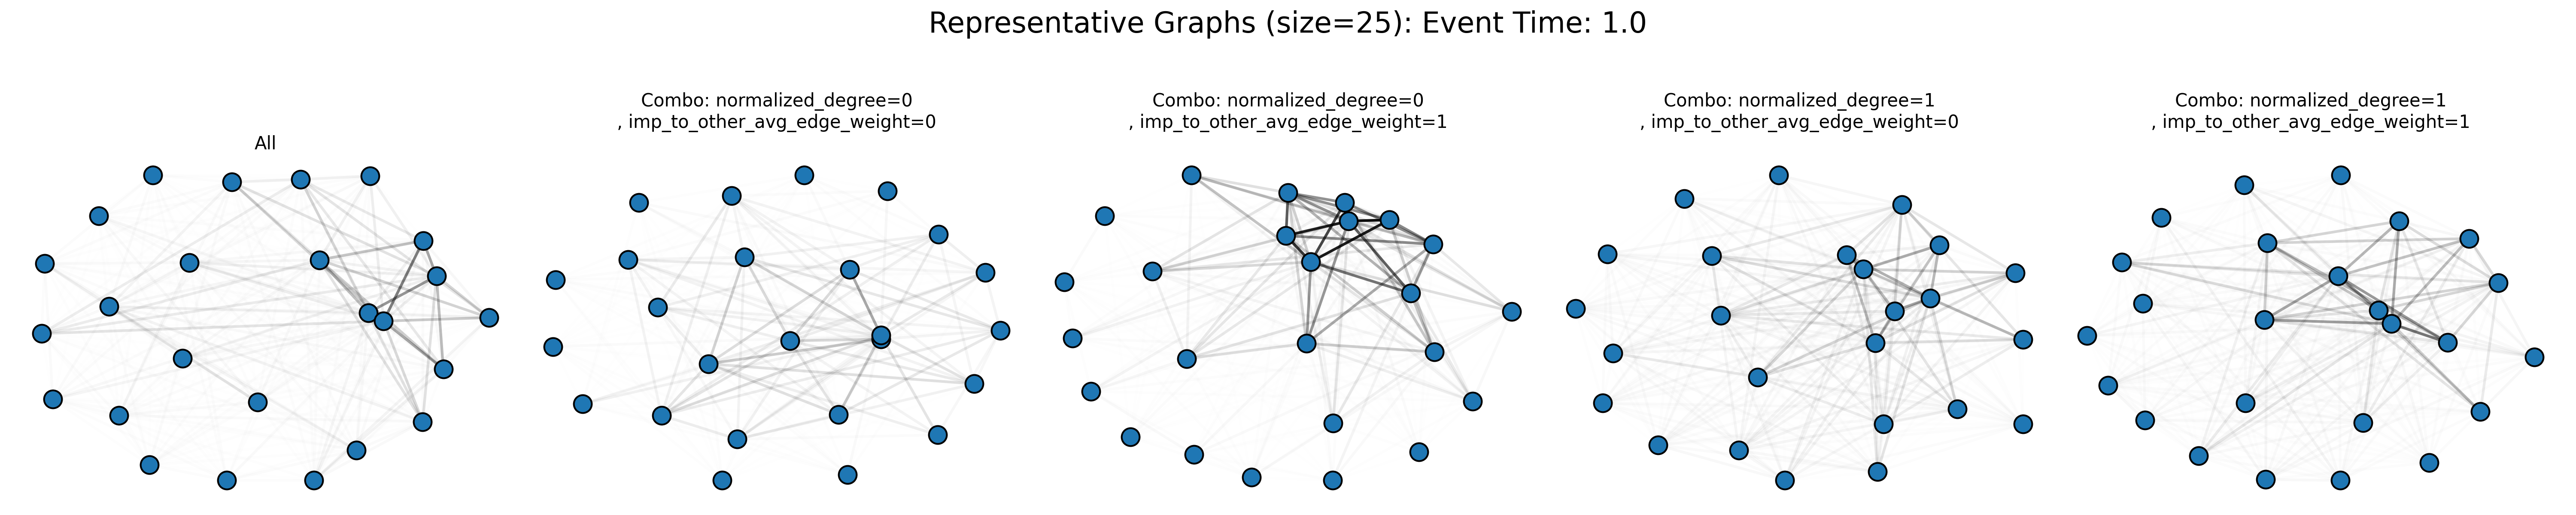 Representative Graphs (size=25): Event Time: 1.0
All
Combo: normalized_degree=0
, imp_to_other_avg_edge_weight=0
Combo: normalized_degree=0
, imp_to_other_avg_edge_weight=1
Combo: normalized_degree=1
, imp_to_other_avg_edge_weight=0
Combo: normalized_degree=1
, imp_to_other_avg_edge_weight=1